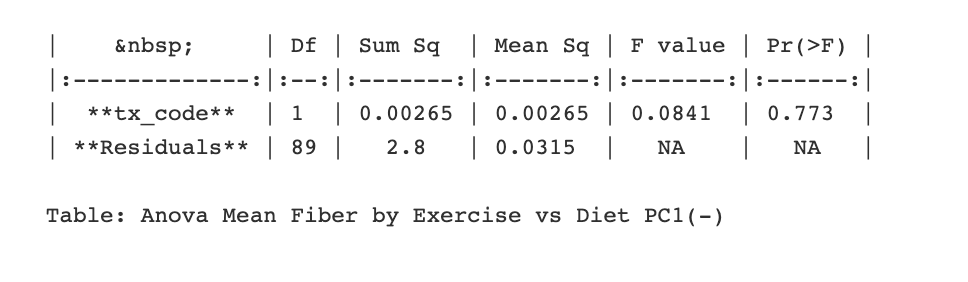 |    &nbsp;     | Df | Sum Sq  | Mean Sq | F value | Pr(>F) |
|:-------------:|:--:|:-------:|:-------:|:-------:|:------:|
|  **tx_code**  | 1  | 0.00265 | 0.00265 | 0.0841  | 0.773  |
| **Residuals** | 89 |   2.8   | 0.0315  |   NA    |   NA   |
Table: Anova Mean Fiber by Exercise vs Diet PC1(-)